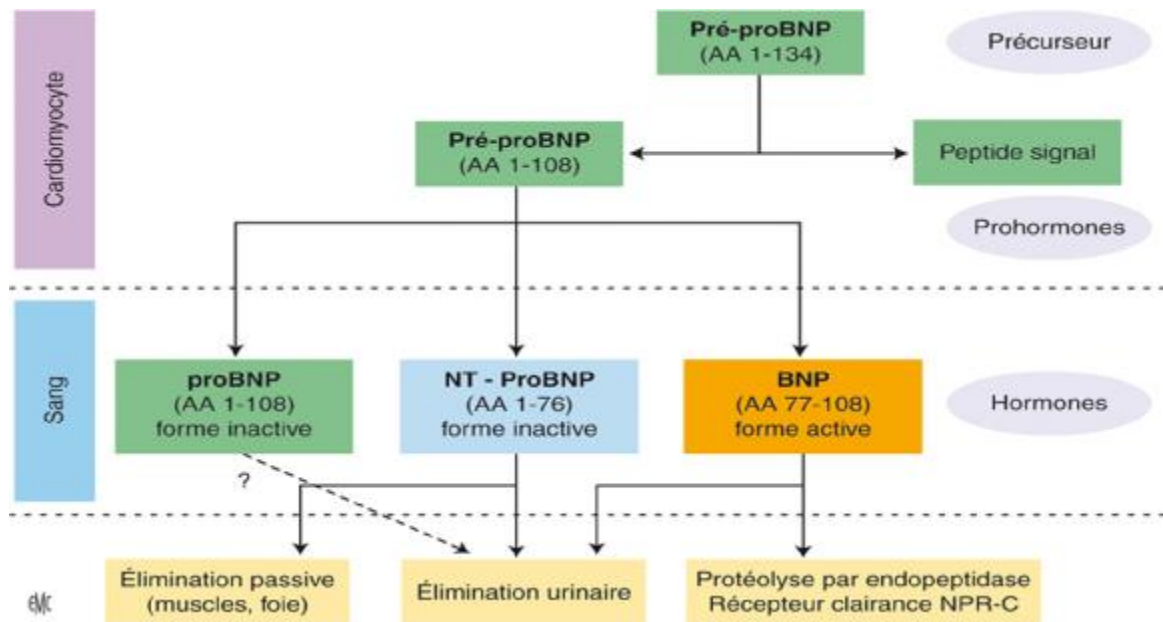 Pré-proBNP
(AA 1-134)
Précurseur
Cardiomyocyte
Pré-proBNP
(AA 1-108)
Peptide signal
Prohormones
Sang
proBNP
(AA 1-108)
forme inactive
NT - ProBNP
(AA 1-76)
forme inactive
BNP
(AA 77-108)
forme active
Hormones
?
Élimination passive
(muscles, foie)
Élimination urinaire
Protéolyse par endopeptidase
Récepteur clairance NPR-C
EMC